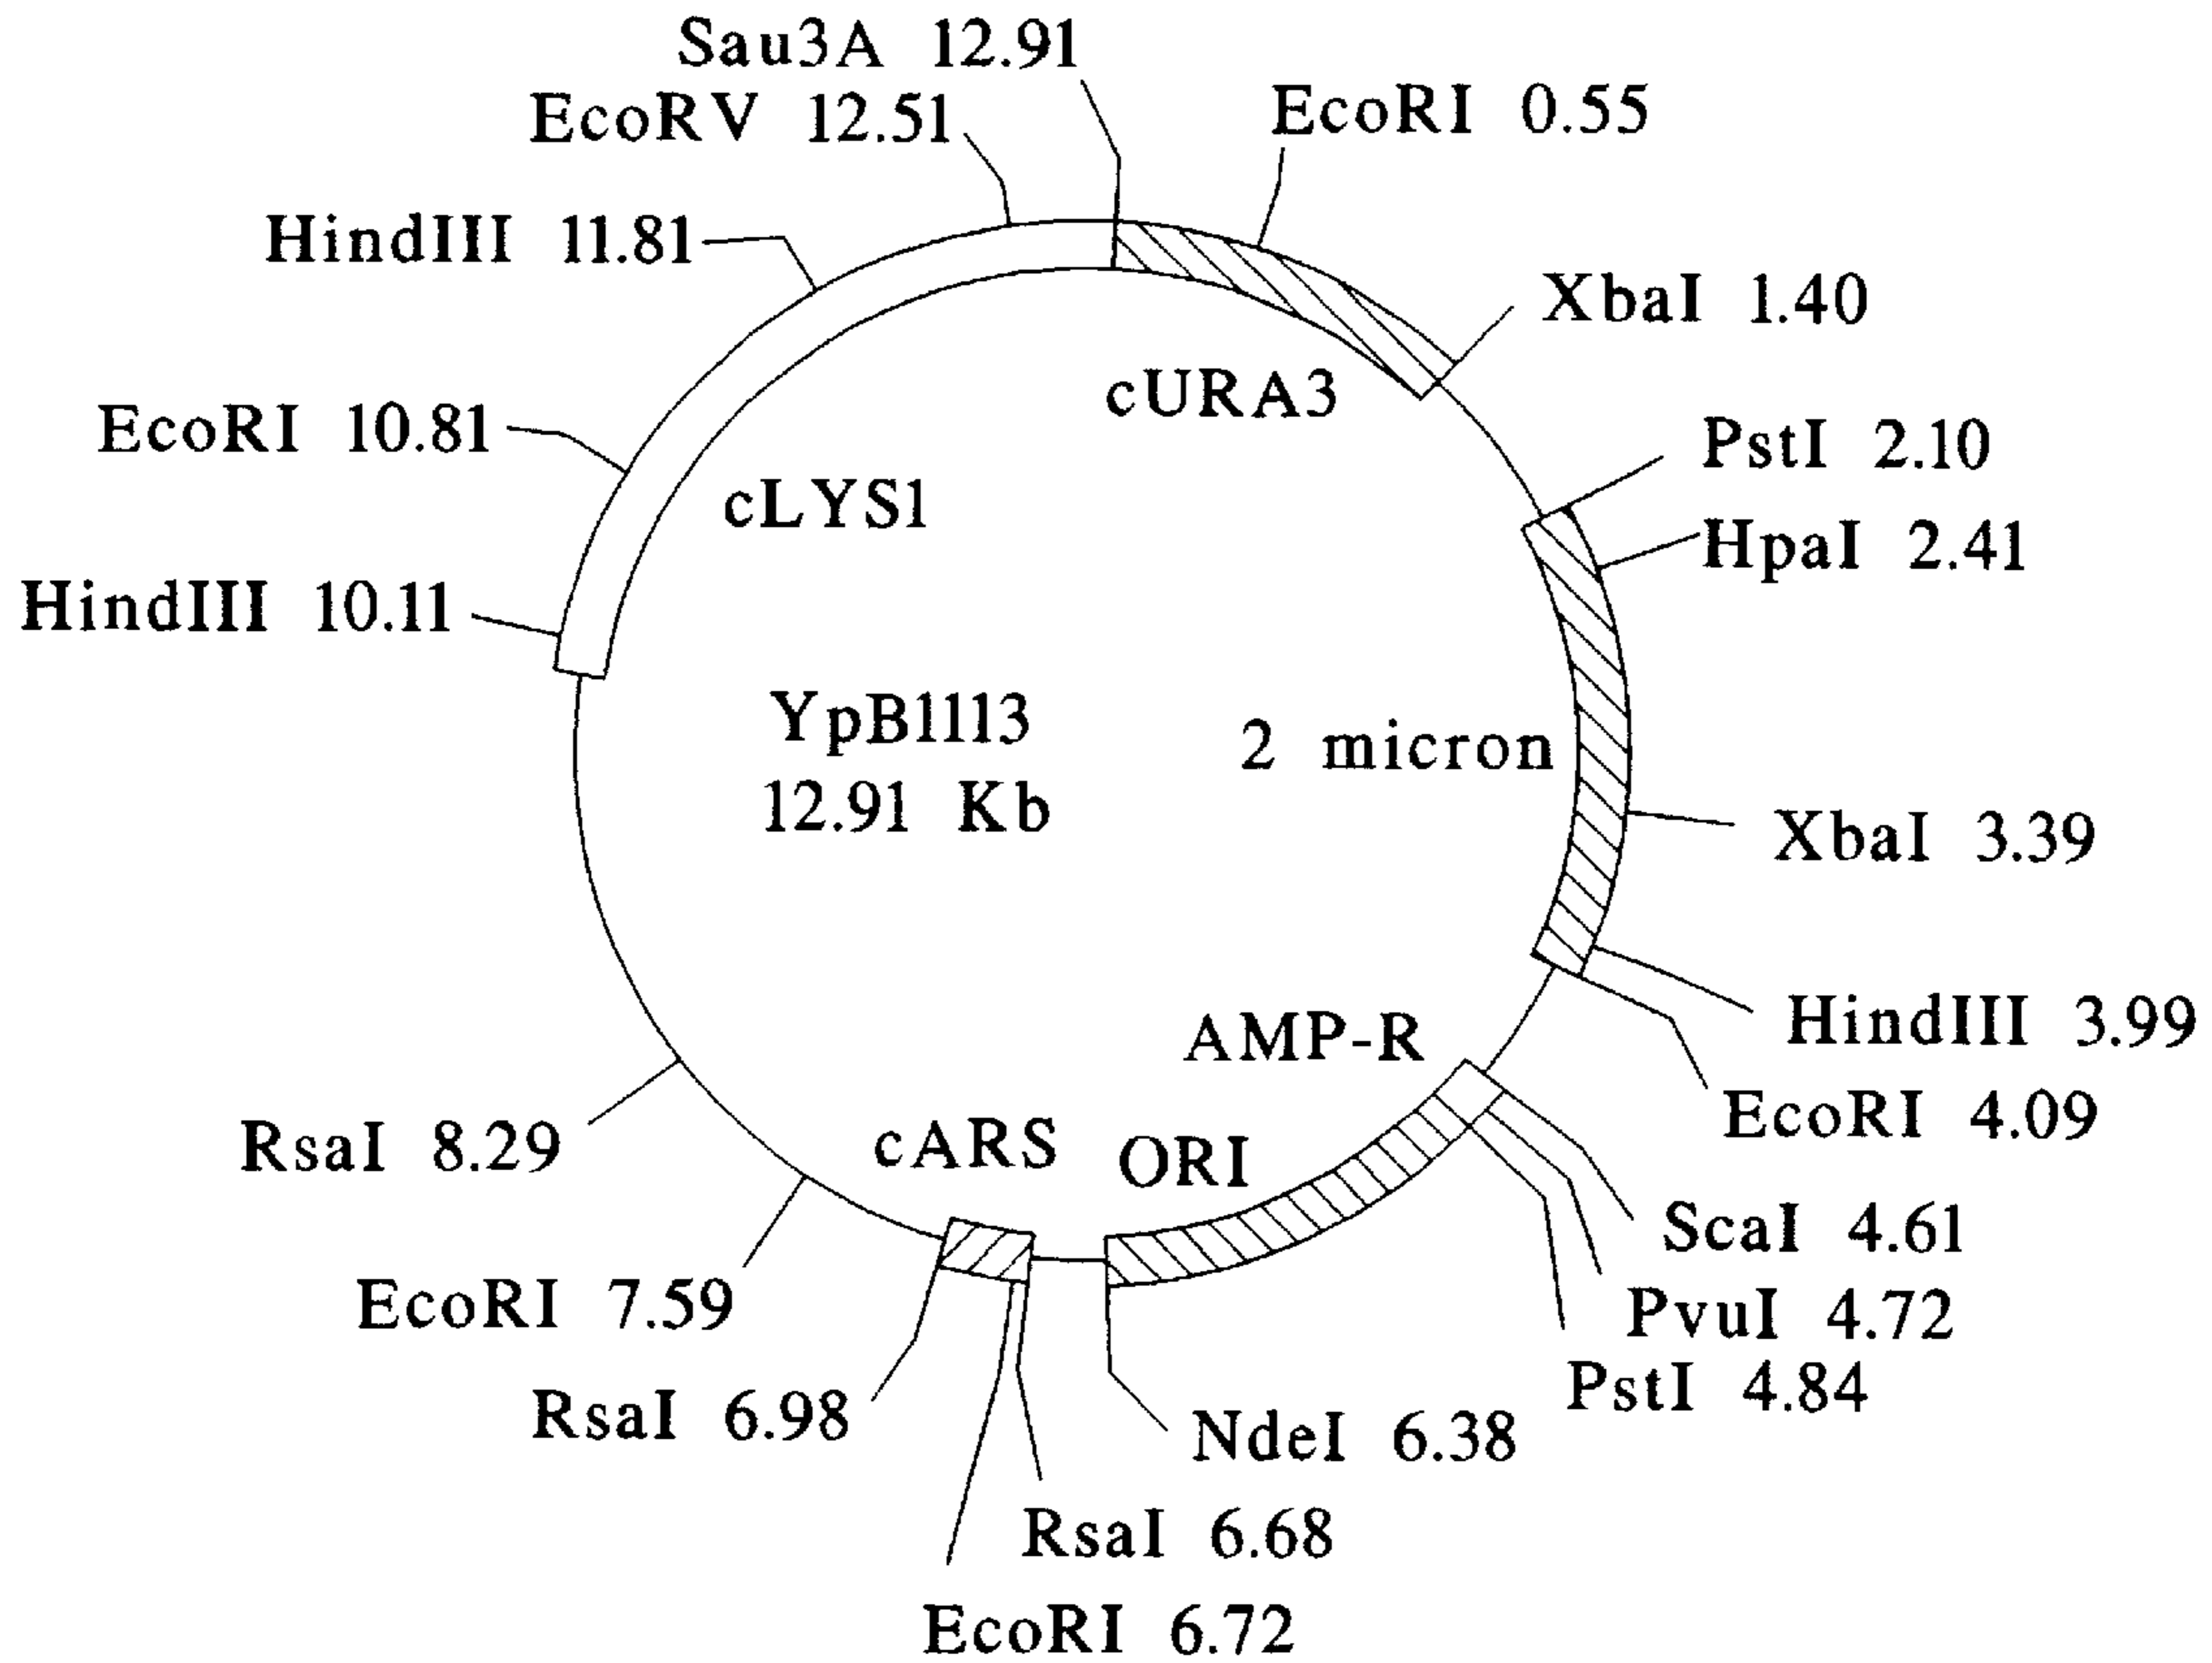 Sau3A 12.91
EcoRV 12.51
EcoRI 0.55
HindIII 11.81
XbaI 1.40
cURA3
EcoRI 10.81
PstI 2.10
cLYS1
HpaI 2.41
HindIII 10.11
YpB1113
12.91 Kb
2 micron
XbaI 3.39
HindIII 3.99
AMP-R
EcoRI 4.09
RsaI 8.29
cARS
ORI
ScaI 4.61
EcoRI 7.59
PvuI 4.72
PstI 4.84
RsaI 6.98
NdeI 6.38
RsaI 6.68
EcoRI 6.72